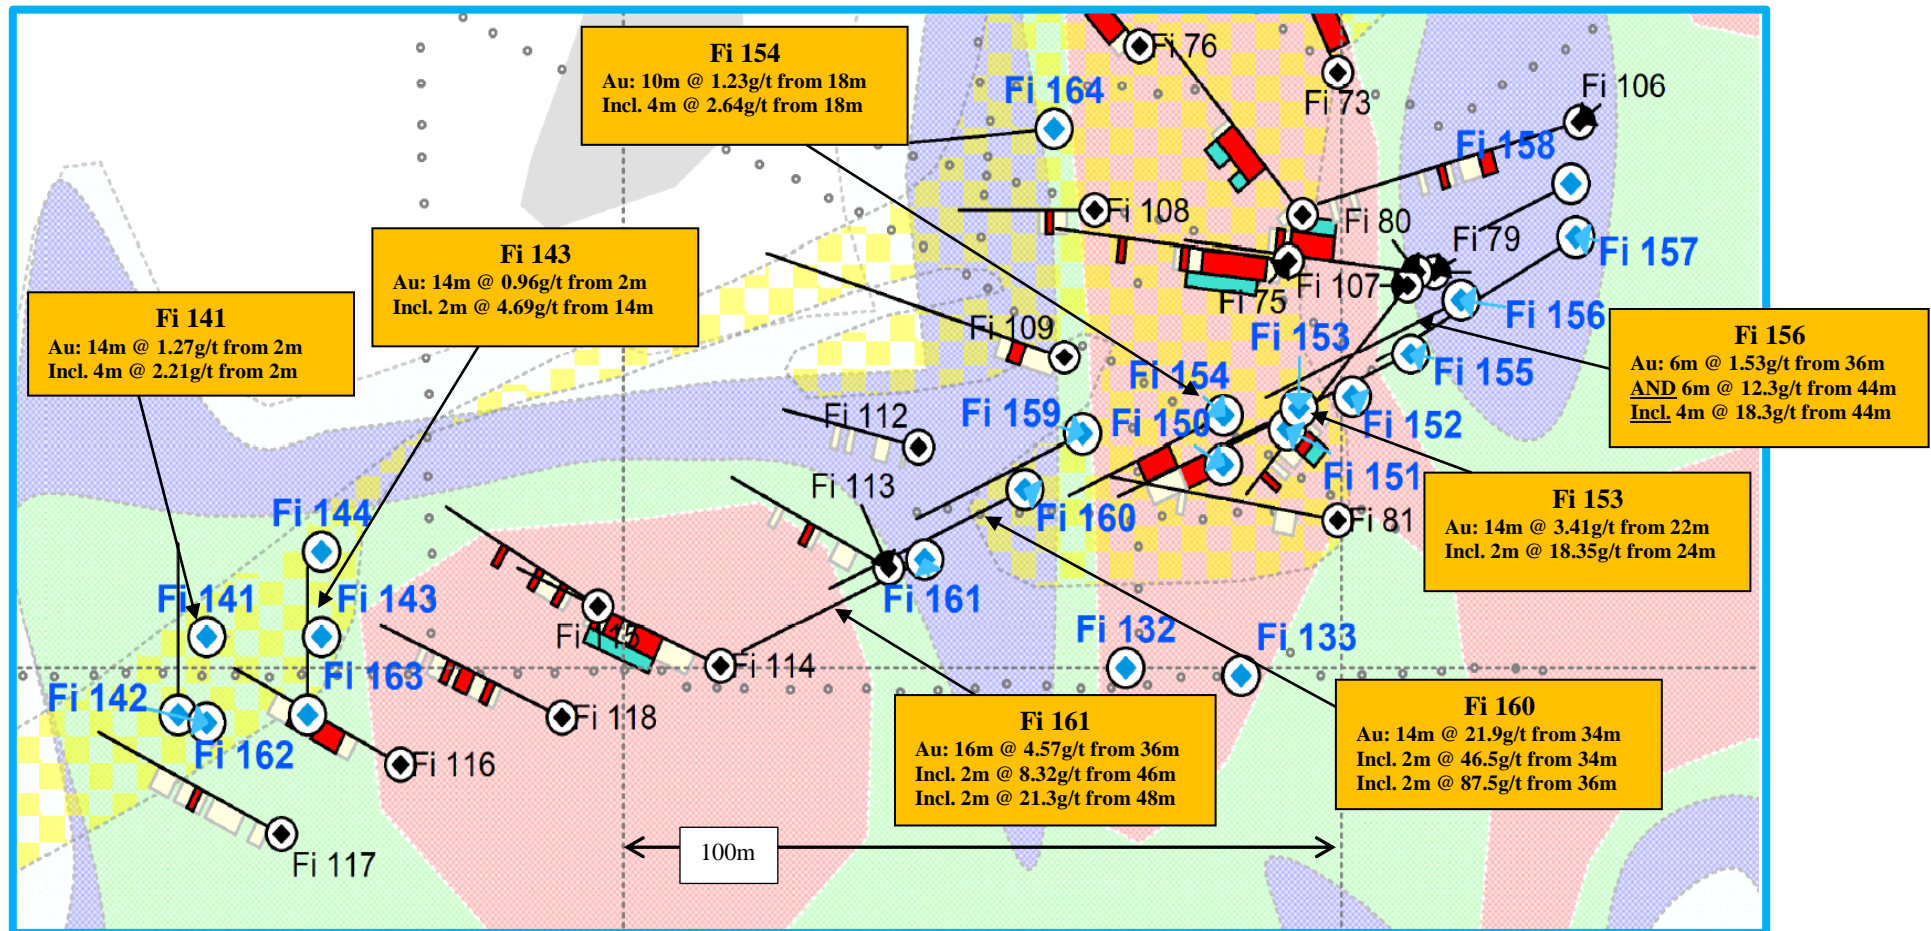 Fi 154
Au: 10m @ 1.23g/t from 18m
Incl. 4m @ 2.64g/t from 18m
Fi 76
Fi 73
Fi 106
Fi 164
Fi 158
Fi 108
Fi 80
Fi 79
Fi 157
Fi 143
Au: 14m @ 0.96g/t from 2m
Incl. 2m @ 4.69g/t from 14m
Fi 75
Fi 107
Fi 141
Au: 14m @ 1.27g/t from 2m
Incl. 4m @ 2.21g/t from 2m
Fi 109
Fi 153
Fi 156
Fi 156
Au: 6m @ 1.53g/t from 36m
AND 6m @ 12.3g/t from 44m
Incl. 4m @ 18.3g/t from 44m
Fi 154
Fi 155
Fi 112
Fi 159
Fi 150
Fi 152
Fi 113
Fi 151
Fi 160
Fi 81
Fi 153
Au: 14m @ 3.41g/t from 22m
Incl. 2m @ 18.35g/t from 24m
Fi 144
Fi 141
Fi 143
Fi 161
Fi 115
Fi 132
Fi 133
Fi 114
Fi 163
Fi 142
Fi 118
Fi 162
Fi 116
Fi 161
Au: 16m @ 4.57g/t from 36m
Incl. 2m @ 8.32g/t from 46m
Incl. 2m @ 21.3g/t from 48m
Fi 160
Au: 14m @ 21.9g/t from 34m
Incl. 2m @ 46.5g/t from 34m
Incl. 2m @ 87.5g/t from 36m
Fi 117
100m